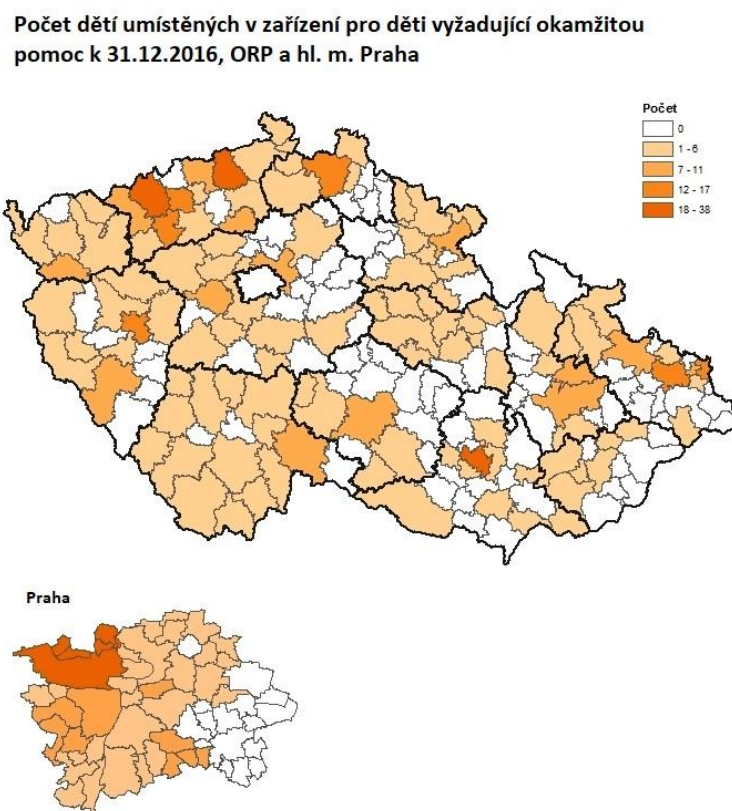 Počet dětí umístěných v zařízení pro děti vyžadující okamžitou
pomoc k 31.12.2016, ORP a hl. m. Praha
Počet
0
1 - 6
7 - 11
12 - 17
18 - 38
Praha